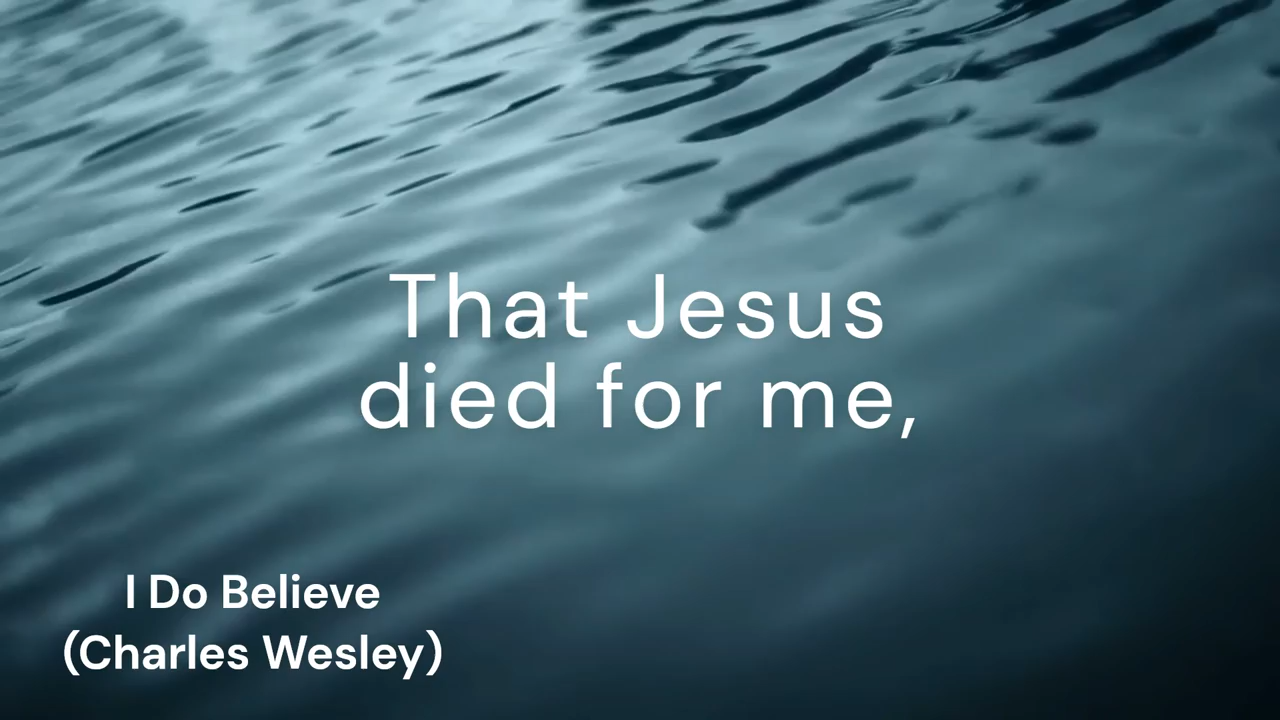 That Jesus
died for me,
I Do Believe
(Charles Wesley)